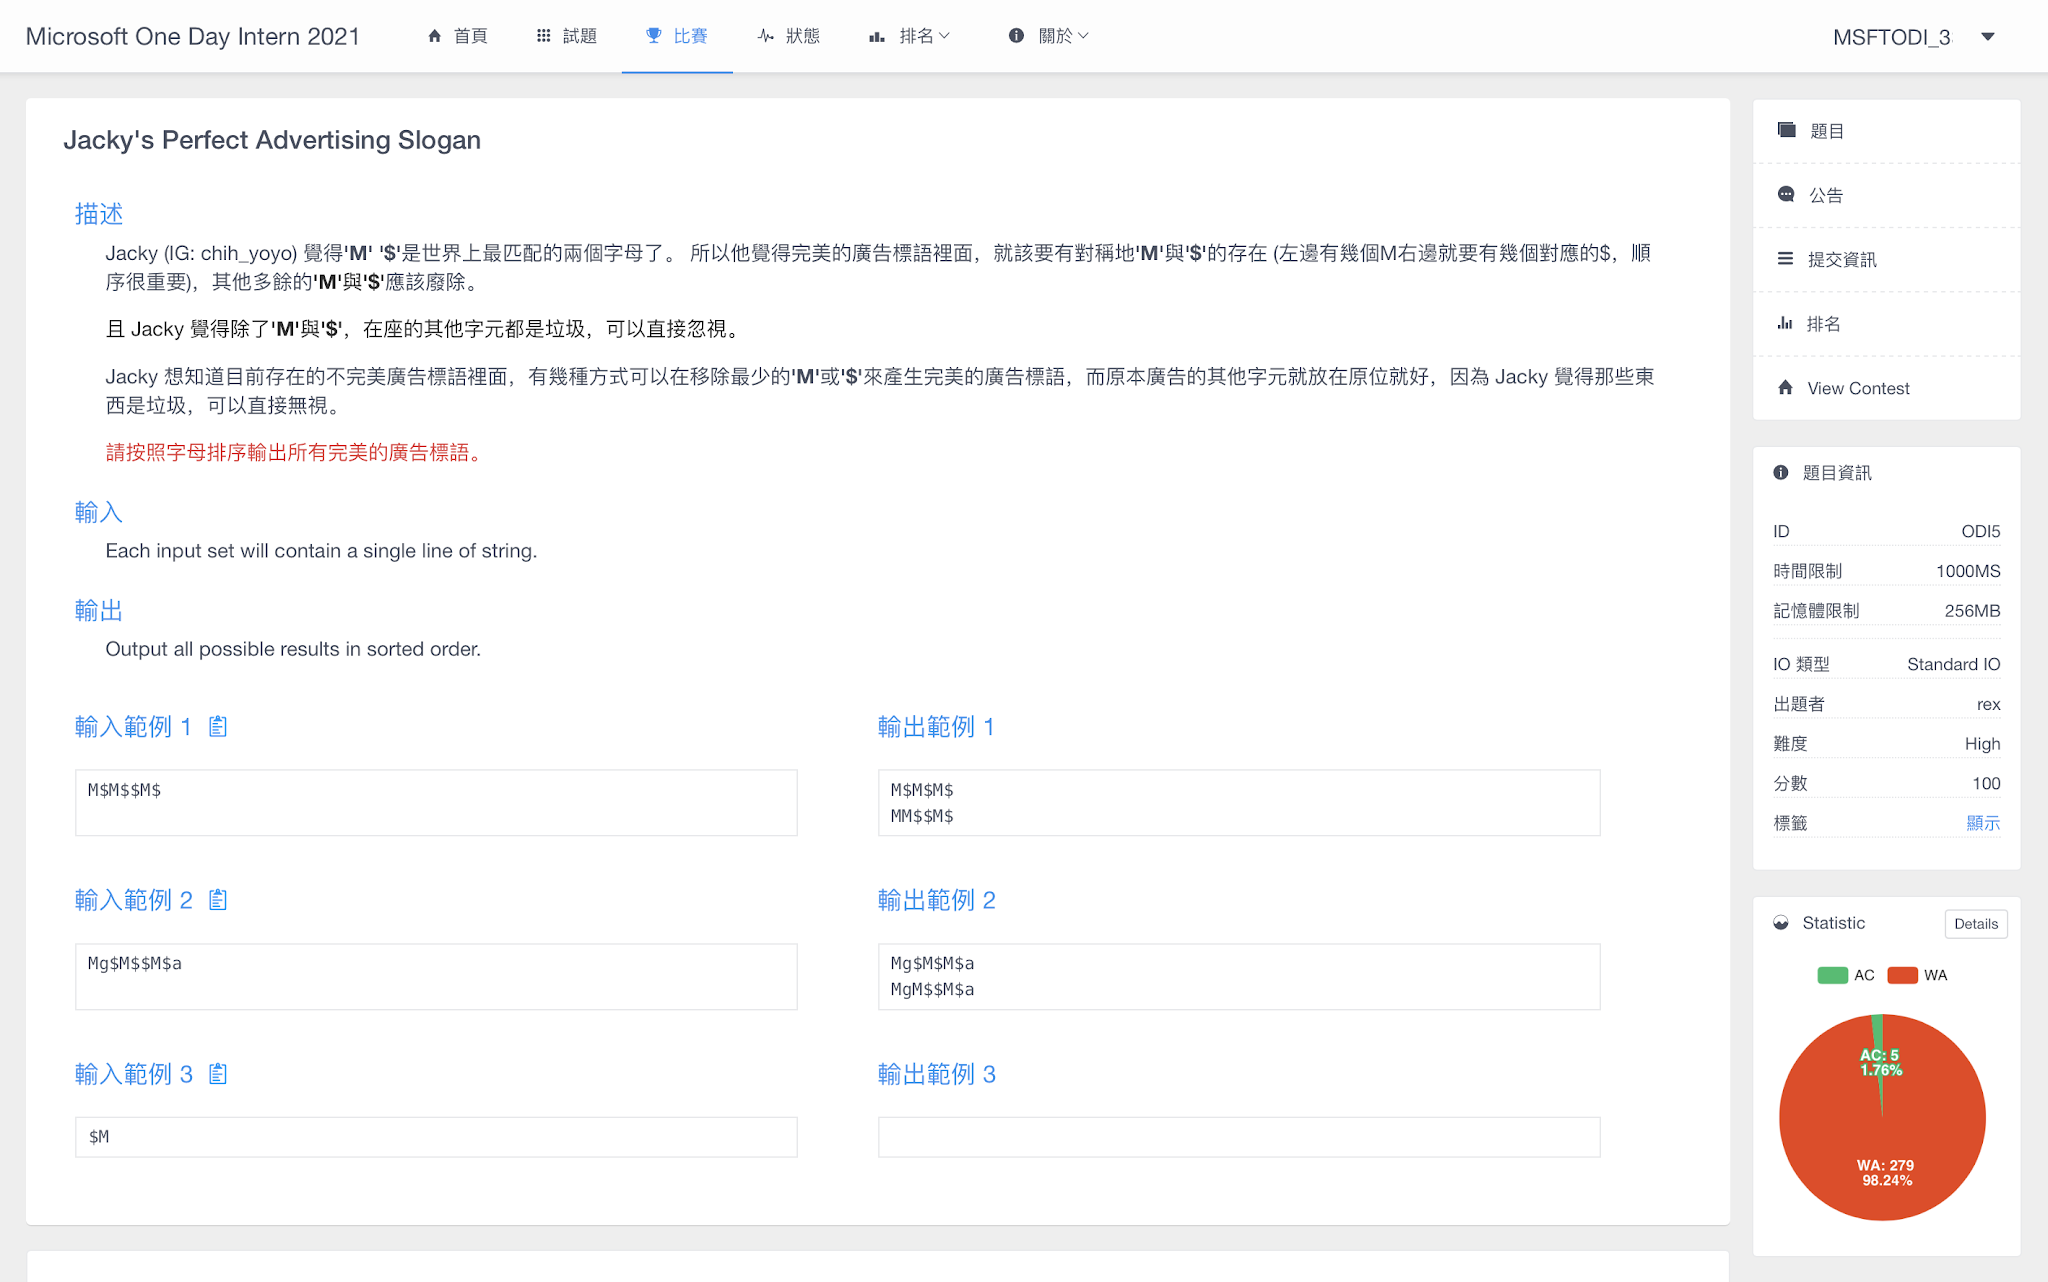 Microsoft One Day Intern 2021
首頁
試題
比賽
狀態
排名
關於
MSFTODI_3
Jacky's Perfect Advertising Slogan
描述
Jacky (IG: chih_yoyo) 覺得'M' '$'是世界上最匹配的兩個字母了。 所以他覺得完美的廣告標語裡面，就該要有對稱地'M'與'$'的存在 (左邊有幾個M右邊就要有幾個對應的$，順
序很重要)，其他多餘的'M'與'$'應該廢除。
且 Jacky 覺得除了'M'與'$'，在座的其他字元都是垃圾，可以直接忽視。
Jacky 想知道目前存在的不完美廣告標語裡面，有幾種方式可以在移除最少的'M'或'$'來產生完美的廣告標語，而原本廣告的其他字元就放在原位就好，因為 Jacky 覺得那些東
西是垃圾，可以直接無視。
請按照字母排序輸出所有完美的廣告標語。
輸入
Each input set will contain a single line of string.
輸出
Output all possible results in sorted order.
輸入範例 1
M$M$$M$
輸出範例 1
M$M$M$
MM$$M$
輸入範例 2
Mg$M$$M$a
輸出範例 2
Mg$M$M$a
MgM$$M$a
輸入範例 3
$M
輸出範例 3
題目
公告
提交資訊
排名
View Contest
題目資訊
ID ODI5
時間限制 1000MS
記憶體限制 256MB
IO 類型 Standard IO
出題者 rex
難度 High
分數 100
標籤 顯示
Statistic Details
AC WA
AC: 5
1.76%
WA: 279
98.24%